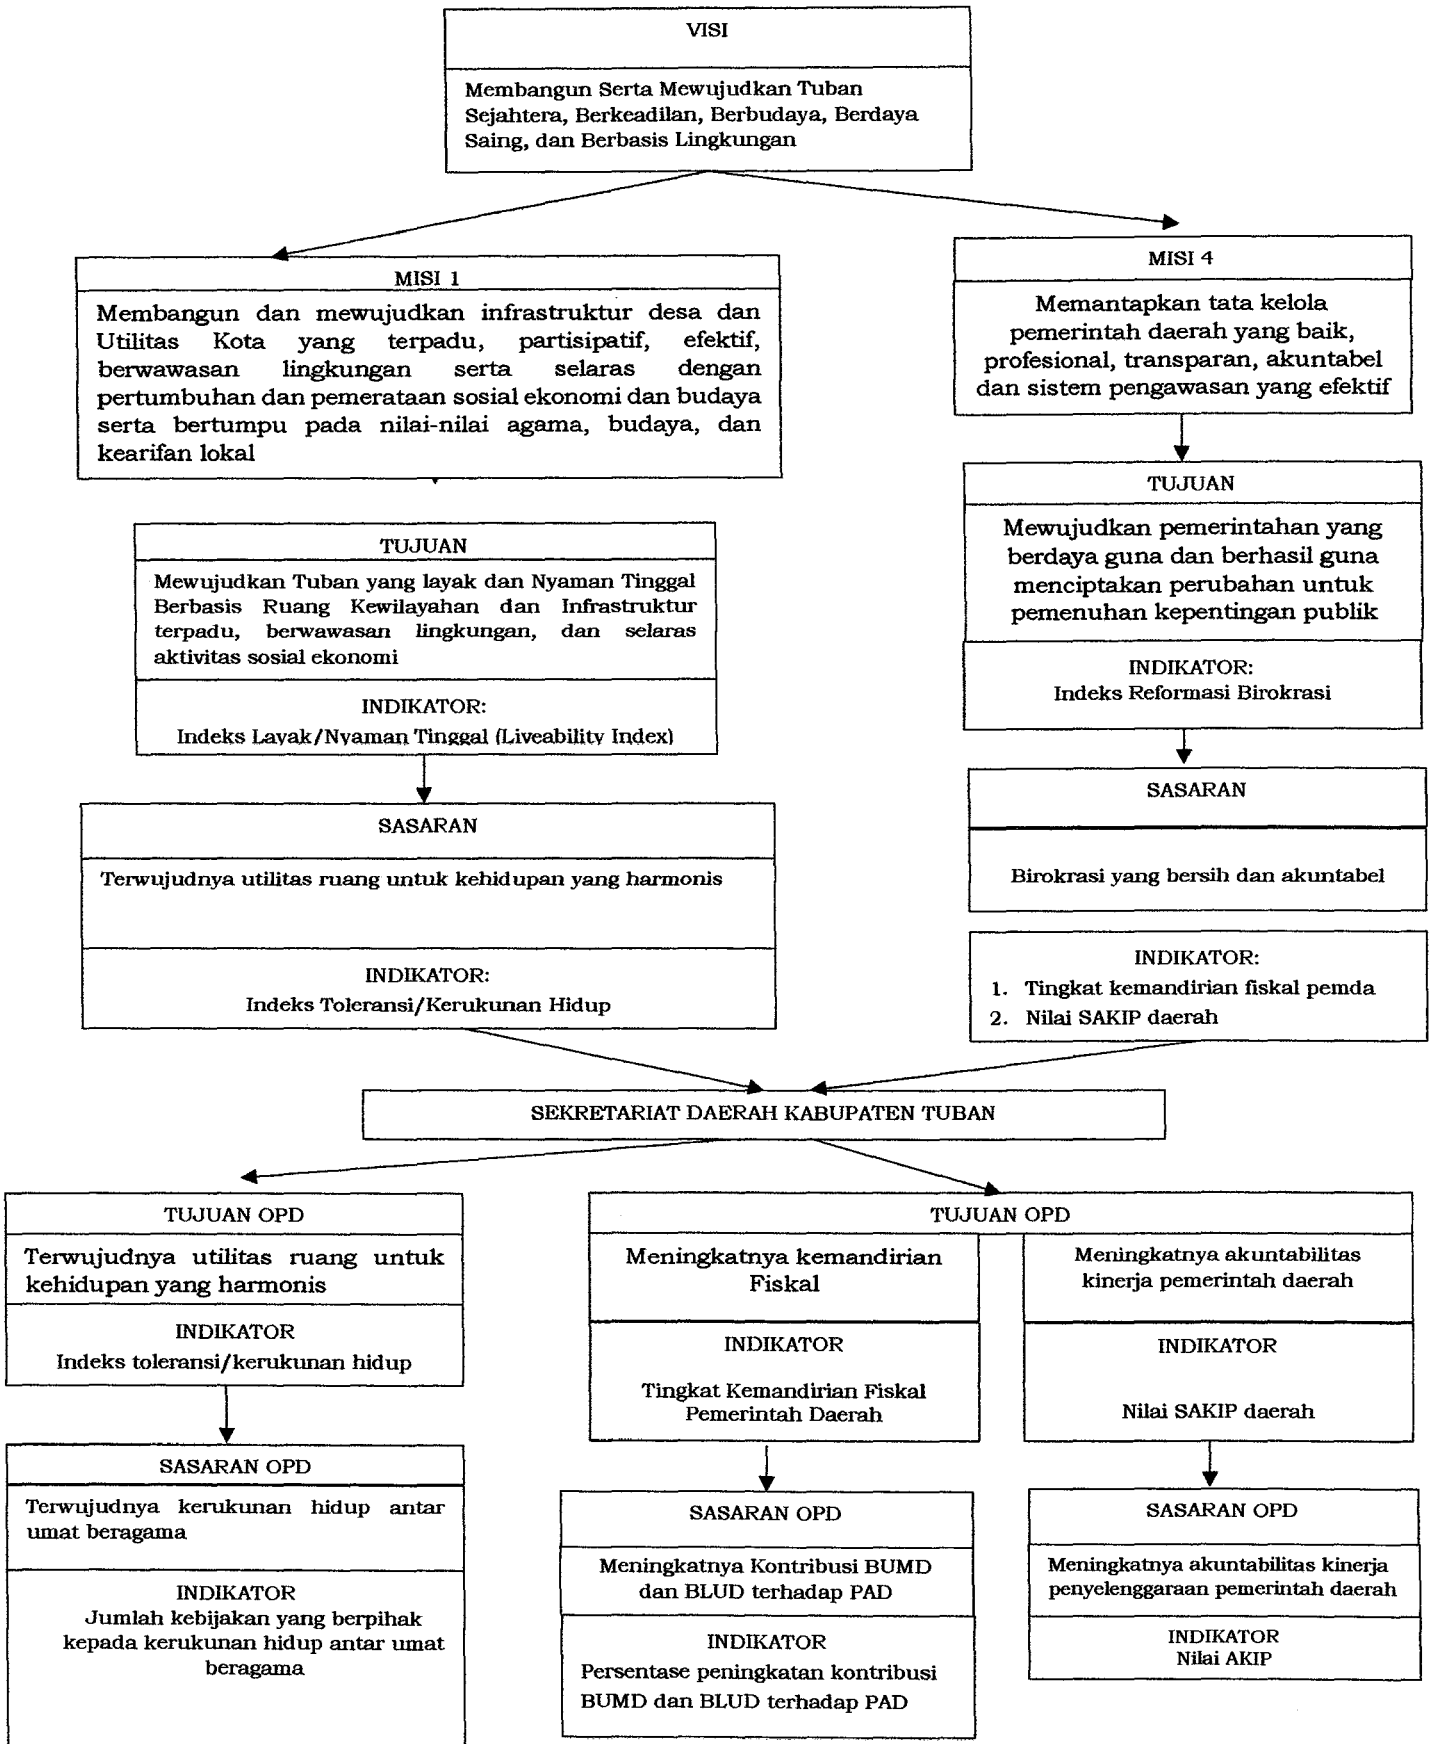 VISI
Membangun Serta Mewujudkan Tuban
Sejahtera, Berkeadilan, Berbudaya, Berdaya
Saing, dan Berbasis Lingkungan
MISI 1
Membangun dan mewujudkan infrastruktur desa dan
Utilitas Kota yang terpadu, partisipatif, efektif,
berwawasan lingkungan serta selaras dengan
pertumbuhan dan pemerataan sosial ekonomi dan budaya
serta bertumpu pada nilai-nilai agama, budaya, dan
kearifan lokal
MISI 4
Memantapkan tata kelola
pemerintah daerah yang baik,
profesional, transparan, akuntabel
dan sistem pengawasan yang efektif
TUJUAN
Mewujudkan Tuban yang layak dan Nyaman Tinggal
Berbasis Ruang Kewilayahan dan Infrastruktur
terpadu, berwawasan lingkungan, dan selaras
aktivitas sosial ekonomi
INDIKATOR:
Indeks Layak/Nyaman Tinggal (Liveability Index)
TUJUAN
Mewujudkan pemerintahan yang
berdaya guna dan berhasil guna
menciptakan perubahan untuk
pemenuhan kepentingan publik
INDIKATOR:
Indeks Reformasi Birokrasi
SASARAN
Terwujudnya utilitas ruang untuk kehidupan yang harmonis
INDIKATOR:
Indeks Toleransi/Kerukunan Hidup
SASARAN
Birokrasi yang bersih dan akuntabel
INDIKATOR:
1. Tingkat kemandirian fiskal pemda
2. Nilai SAKIP daerah
SEKRETARIAT DAERAH KABUPATEN TUBAN
TUJUAN OPD
Terwujudnya utilitas ruang untuk
kehidupan yang harmonis
INDIKATOR
Indeks toleransi/kerukunan hidup
SASARAN OPD
Terwujudnya kerukunan hidup antar
umat beragama
INDIKATOR
Jumlah kebijakan yang berpihak
kepada kerukunan hidup antar umat
beragama
TUJUAN OPD
Meningkatnya kemandirian
Fiskal
INDIKATOR
Tingkat Kemandirian Fiskal
Pemerintah Daerah
SASARAN OPD
Meningkatnya Kontribusi BUMD
dan BLUD terhadap PAD
INDIKATOR
Persentase peningkatan kontribusi
BUMD dan BLUD terhadap PAD
Meningkatnya akuntabilitas
kinerja pemerintah daerah
INDIKATOR
Nilai SAKIP daerah
SASARAN OPD
Meningkatnya akuntabilitas kinerja
penyelenggaraan pemerintah daerah
INDIKATOR
Nilai AKIP